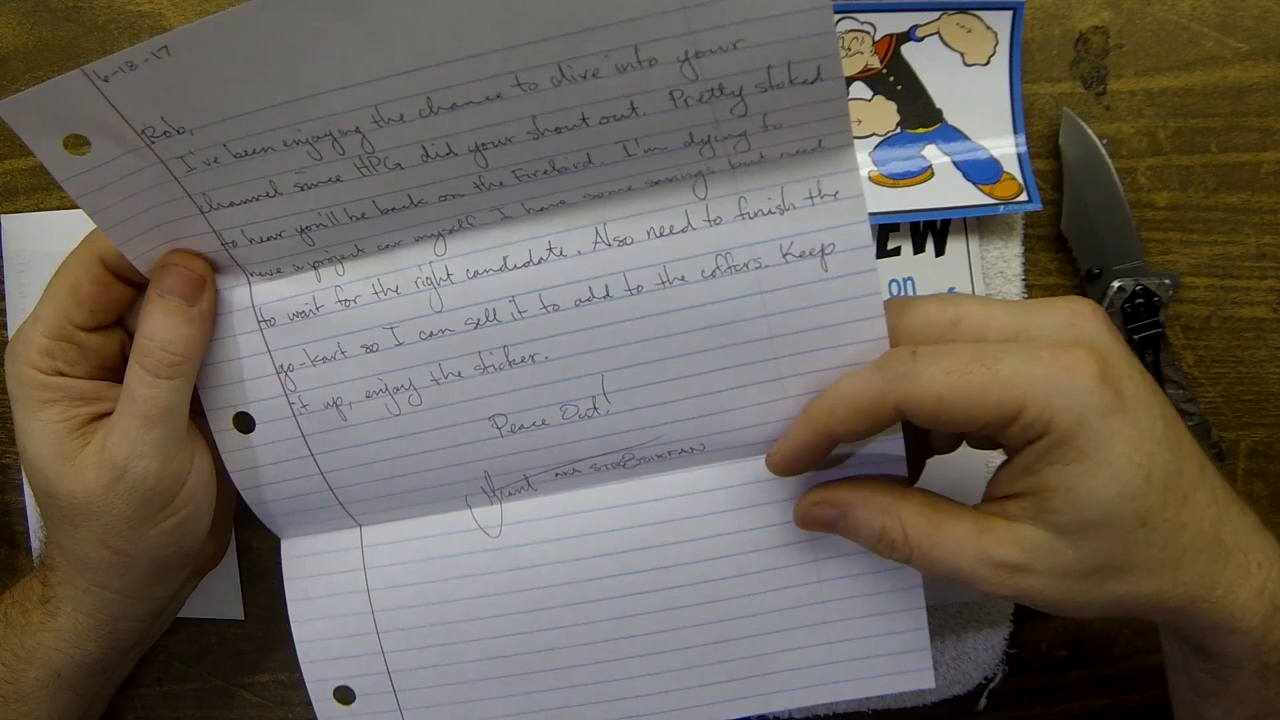 6-18-17
Rob,
I've been enjoying the chance to dive into your
channel since HPG did your shout out. Pretty stoked
to hear you'll be back on the Firebird. I'm dying to
have a project car myself. I have some savings but need
to wait for the right candidate. Also need to finish the
go-kart so I can sell it to add to the coffers. Keep
it up, enjoy the sticker.
Peace Out!
AKA STR8SIXFAN
EW
on